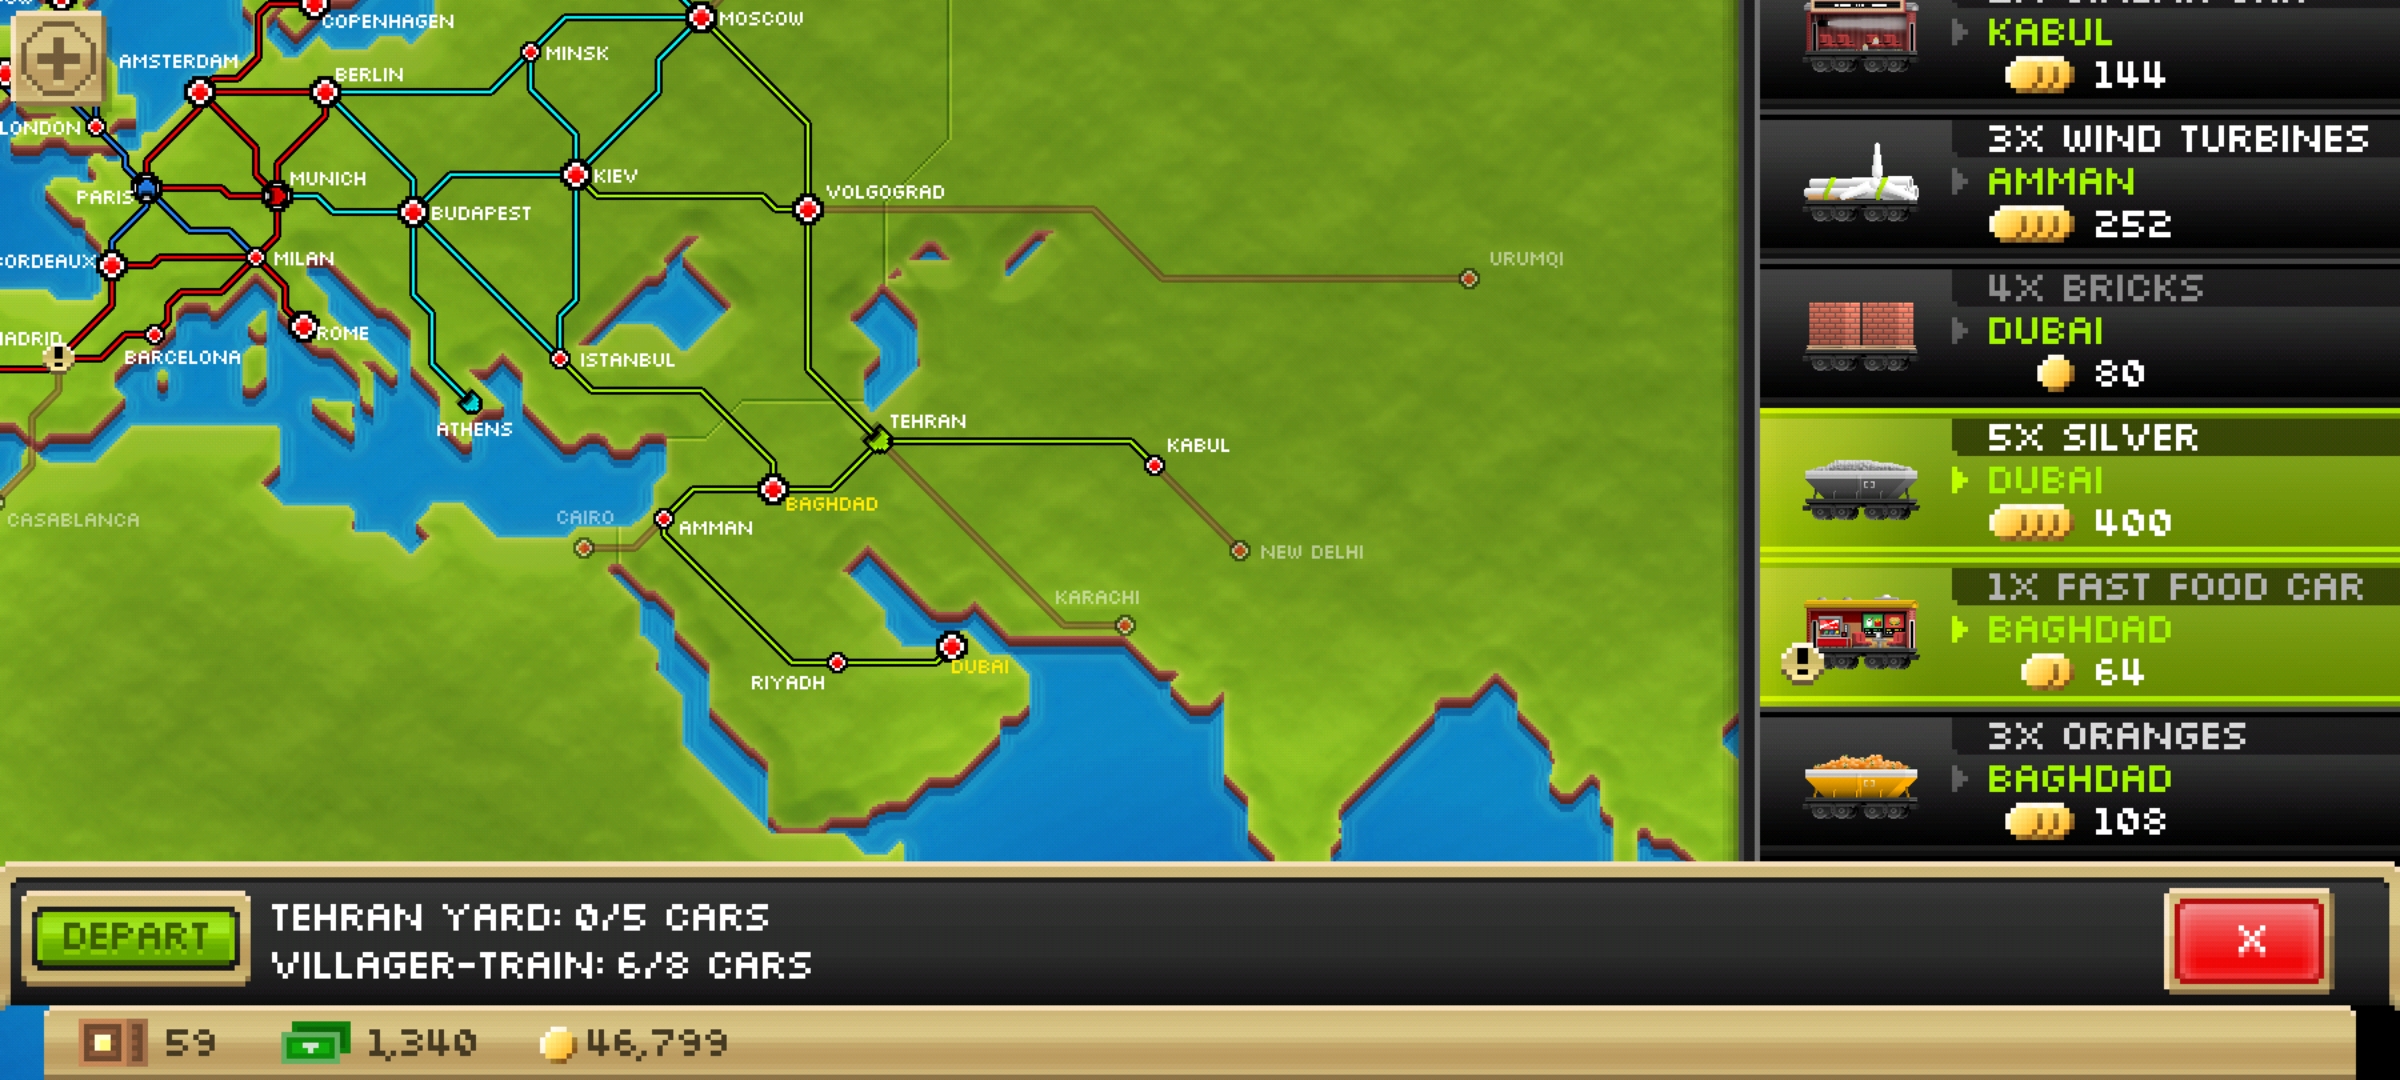 COPENHAGEN
MOSCOW
MINSK
AMSTERDAM
BERLIN
LONDON
MUNICH
KIEV
PARIS
BUDAPEST
VOLGOGRAD
ORDEAUX
MILAN
URUMQI
ADRID
ROME
BARCELONA
ISTANBUL
ATHENS
TEHRAN
KABUL
BAGHDAD
CASABLANCA
CAIRO
AMMAN
NEW DELHI
KARACHI
RIYADH
DUBAI
KABUL
144
3X WIND TURBINES
AMMAN
252
4X BRICKS
DUBAI
80
5X SILVER
DUBAI
400
1X FAST FOOD CAR
BAGHDAD
64
3X ORANGES
BAGHDAD
108
DEPART
TEHRAN YARD: 0/5 CARS
VILLAGER-TRAIN: 6/8 CARS
X
59
1,340
46,799